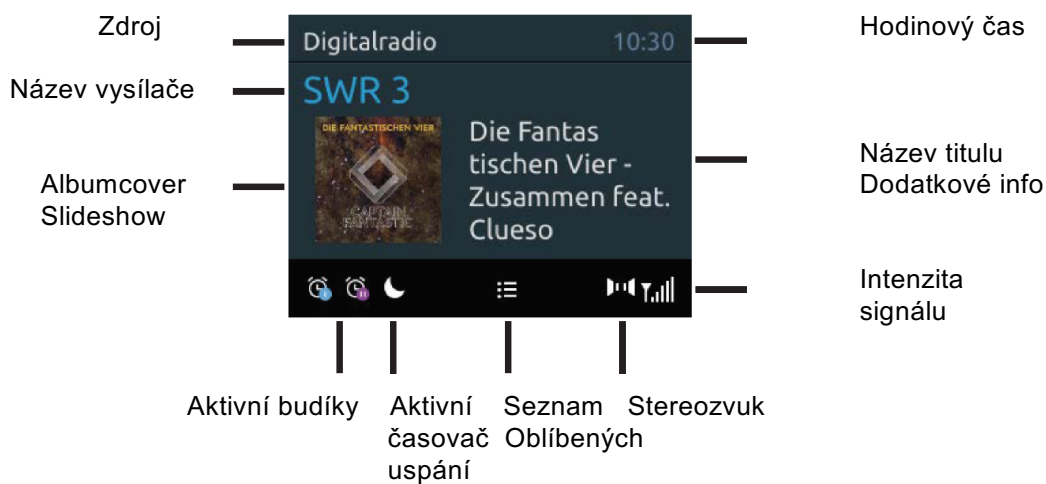 Zdroj
Digitalradio
10:30
Hodinový čas
Název vysílače
SWR 3
DIE FANTASTISCHEN VIER
CAPTAIN
FANTASTIC
Die Fantas
tischen Vier -
Zusammen feat.
Clueso
Název titulu
Dodatkové info
Albumcover
Slideshow
Intenzita
signálu
Aktivní budíky
Aktivní
časovač
uspání
Seznam
Oblíbených
Stereozvuk